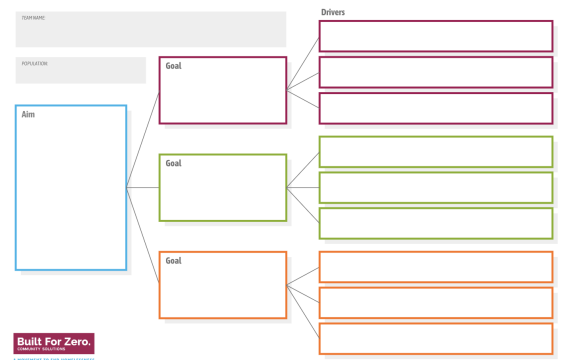 Drivers
TEAM NAME
POPULATION
Goal
Aim
Goal
Goal
Built For Zero.
COMMUNITY SOLUTIONS